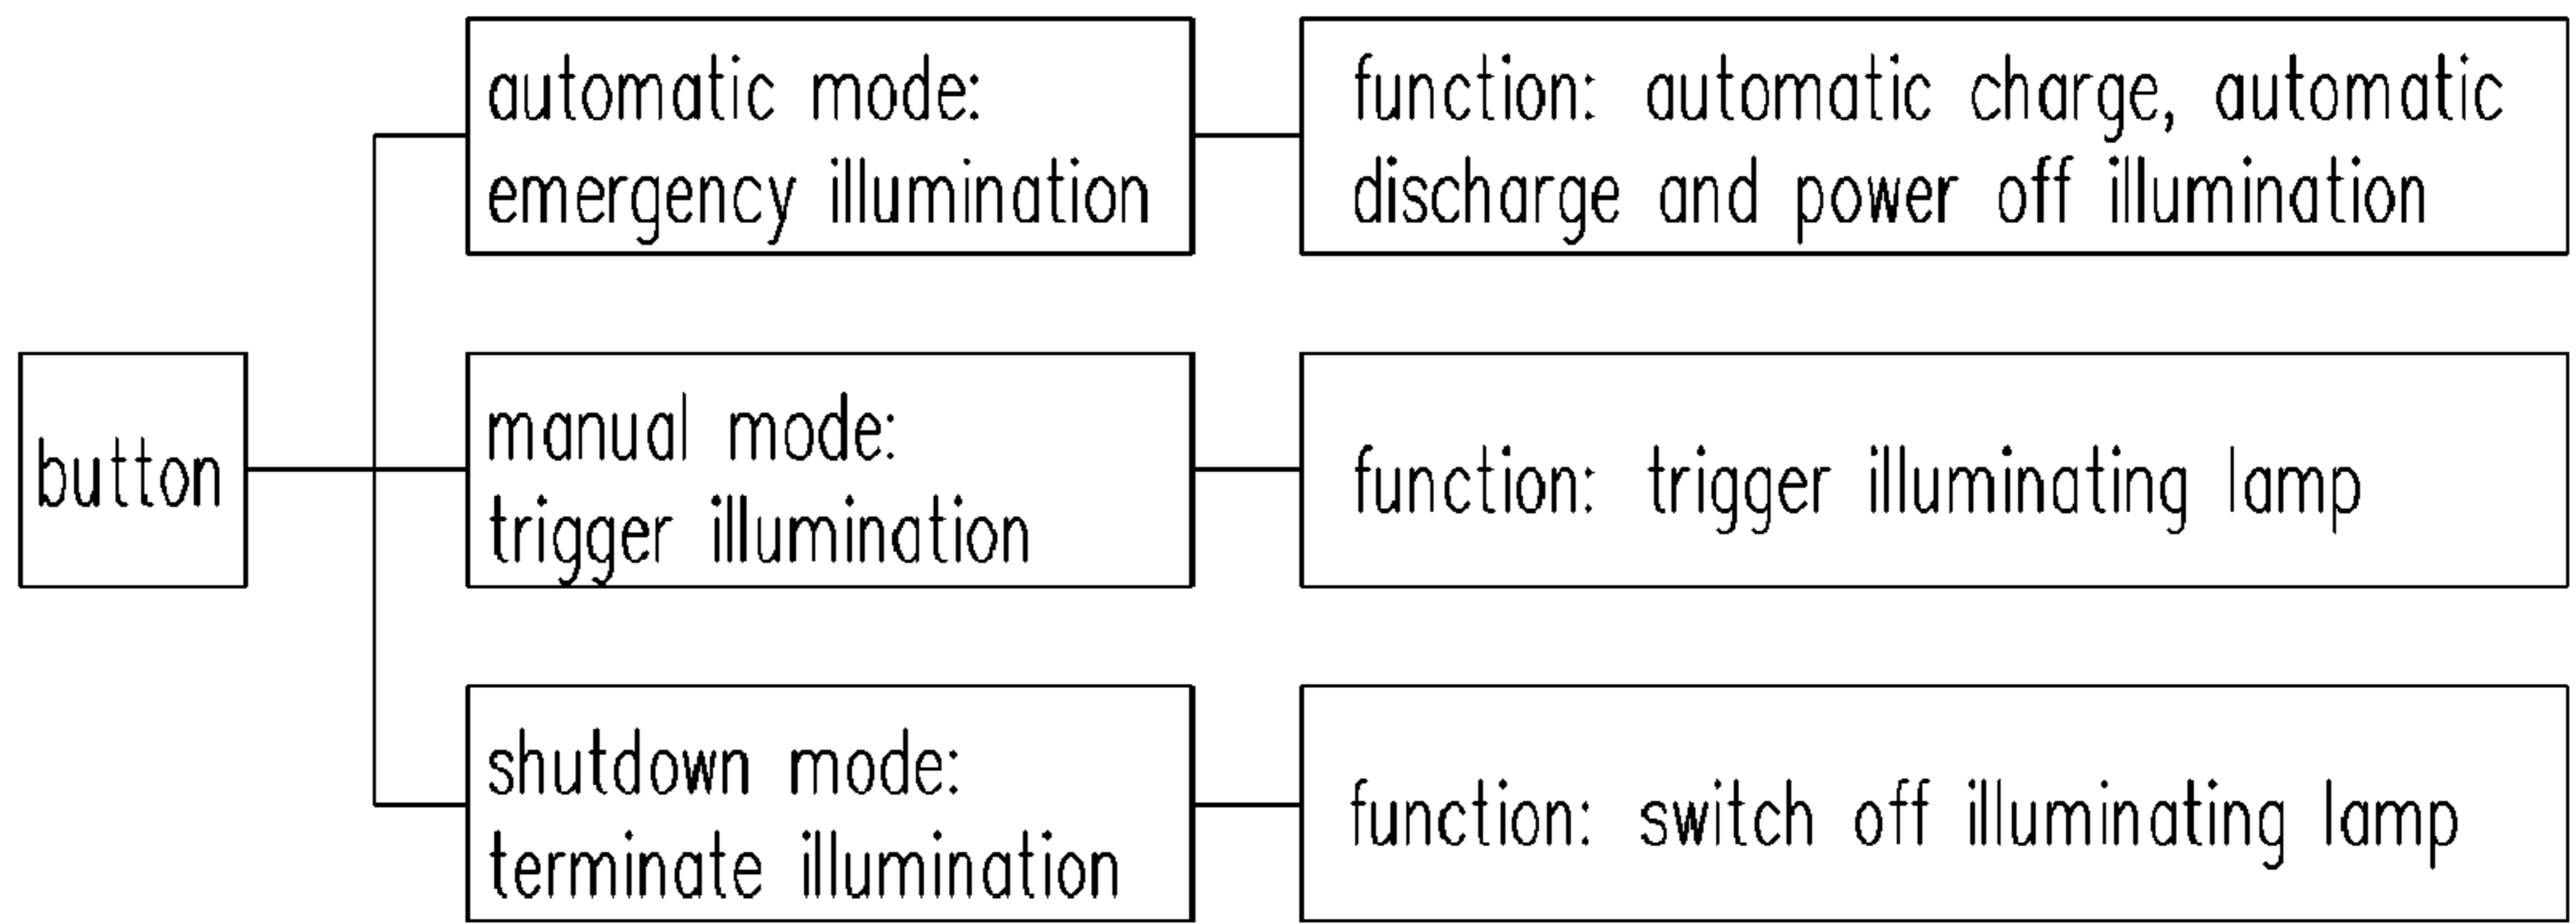 automatic mode:
emergency illumination
function: automatic charge, automatic
discharge and power off illumination
button
manual mode:
trigger illumination
function: trigger illuminating lamp
shutdown mode:
terminate illumination
function: switch off illuminating lamp